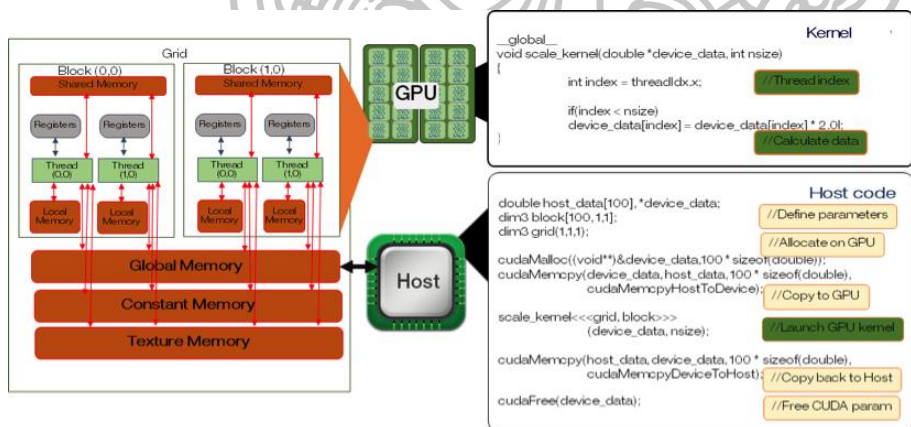 Grid
Block (0,0)
Shared Memory
Registers
Registers
Thread
(0,0)
Thread
(1,0)
Local
Memory
Local
Memory
Block (1,0)
Shared Memory
Registers
Registers
Thread
(0,0)
Thread
(1,0)
Local
Memory
Local
Memory
Global Memory
Constant Memory
Texture Memory
GPU
Host
Kernel
__global__
void scale_kernel(double *device_data, int nsize)
{
int index = threadIdx.x; //Thread index
if(index < nsize)
device_data[index] = device_data[index] * 2.0l;
} //Calculate data
Host code
double host_data[100], *device_data;
dim3 block[100,1,1]; //Define parameters
dim3 grid(1,1,1);
//Allocate on GPU
cudaMalloc((void**)&device_data,100 * sizeof(double));
cudaMemcpy(device_data, host_data,100 * sizeof(double),
cudaMemcpyHostToDevice); //Copy to GPU
scale_kernel<<<grid, block>>> //Launch GPU kernel
(device_data, nsize);
cudaMemcpy(host_data, device_data,100 * sizeof(double),
cudaMemcpyDeviceToHost); //Copy back to Host
cudaFree(device_data); //Free CUDA param